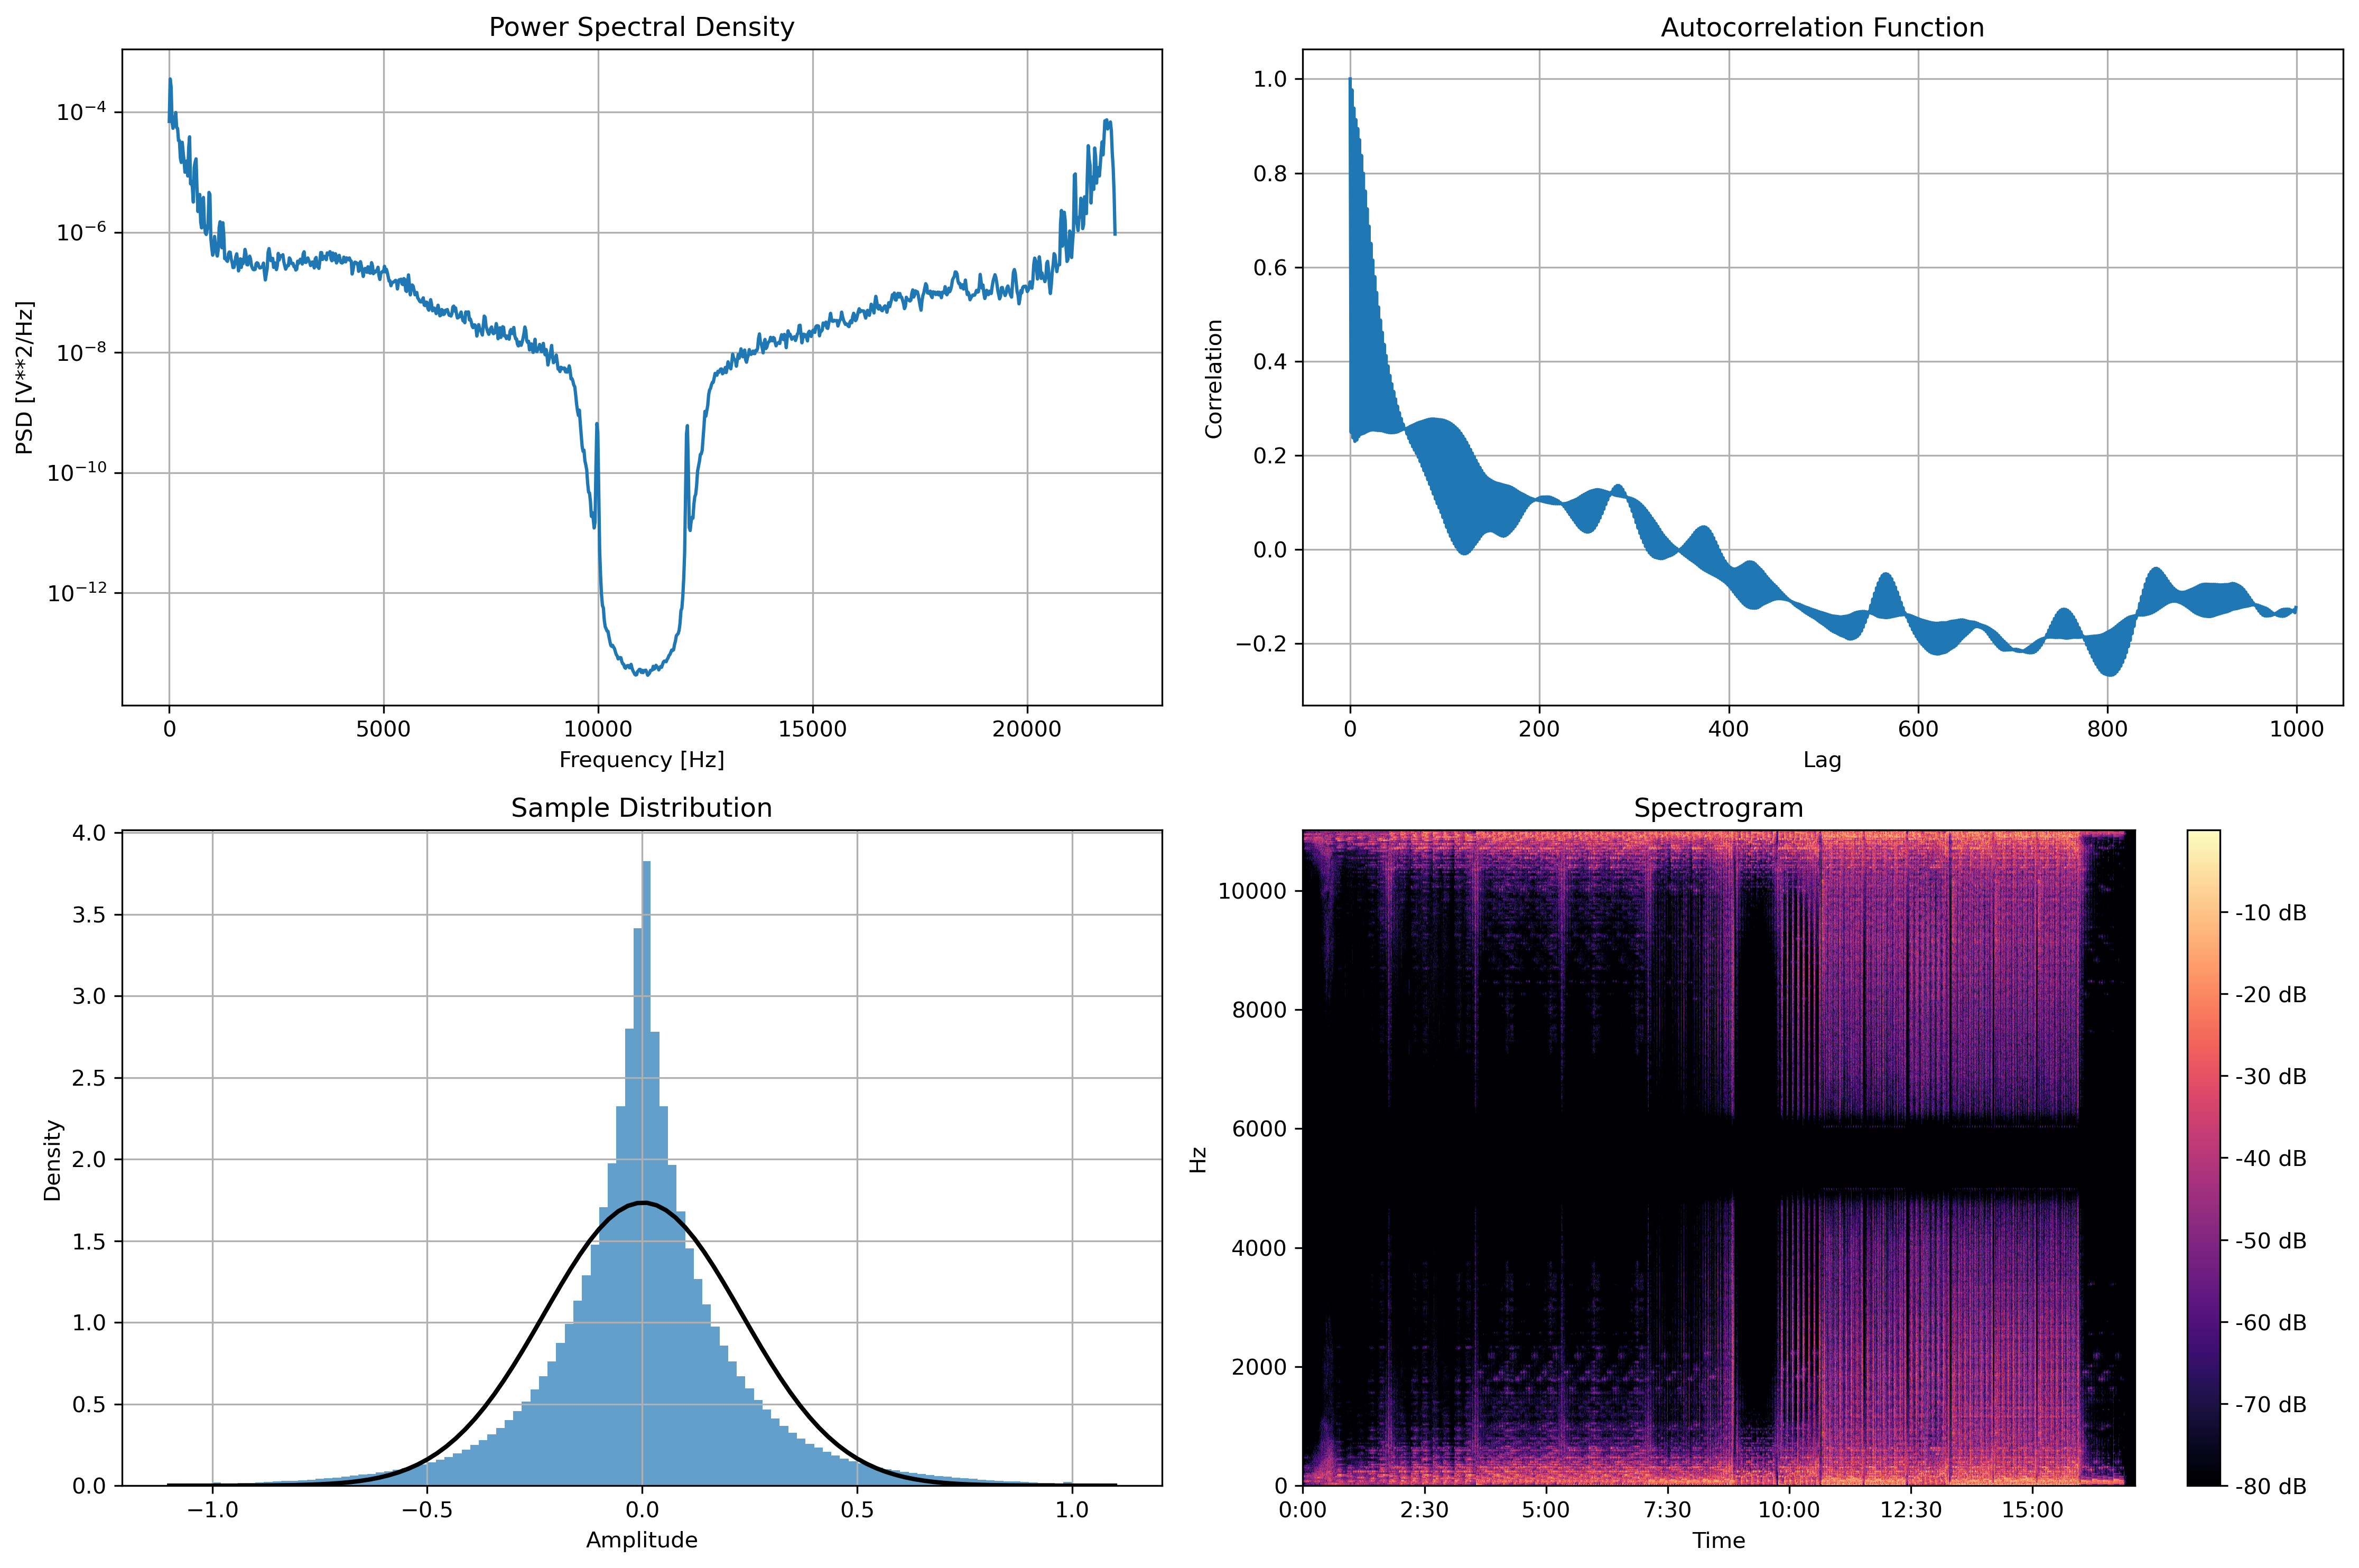 Power Spectral Density
10⁻⁴
10⁻⁶
10⁻⁸
10⁻¹⁰
10⁻¹²
PSD [V**2/Hz]
0 5000 10000 15000 20000
Frequency [Hz]
Autocorrelation Function
1.0
0.8
0.6
0.4
0.2
0.0
−0.2
Correlation
0 200 400 600 800 1000
Lag
Sample Distribution
4.0
3.5
3.0
2.5
2.0
1.5
1.0
0.5
0.0
Density
−1.0 −0.5 0.0 0.5 1.0
Amplitude
Spectrogram
10000
8000
6000
4000
2000
0
Hz
0:00 2:30 5:00 7:30 10:00 12:30 15:00
Time
-10 dB
-20 dB
-30 dB
-40 dB
-50 dB
-60 dB
-70 dB
-80 dB